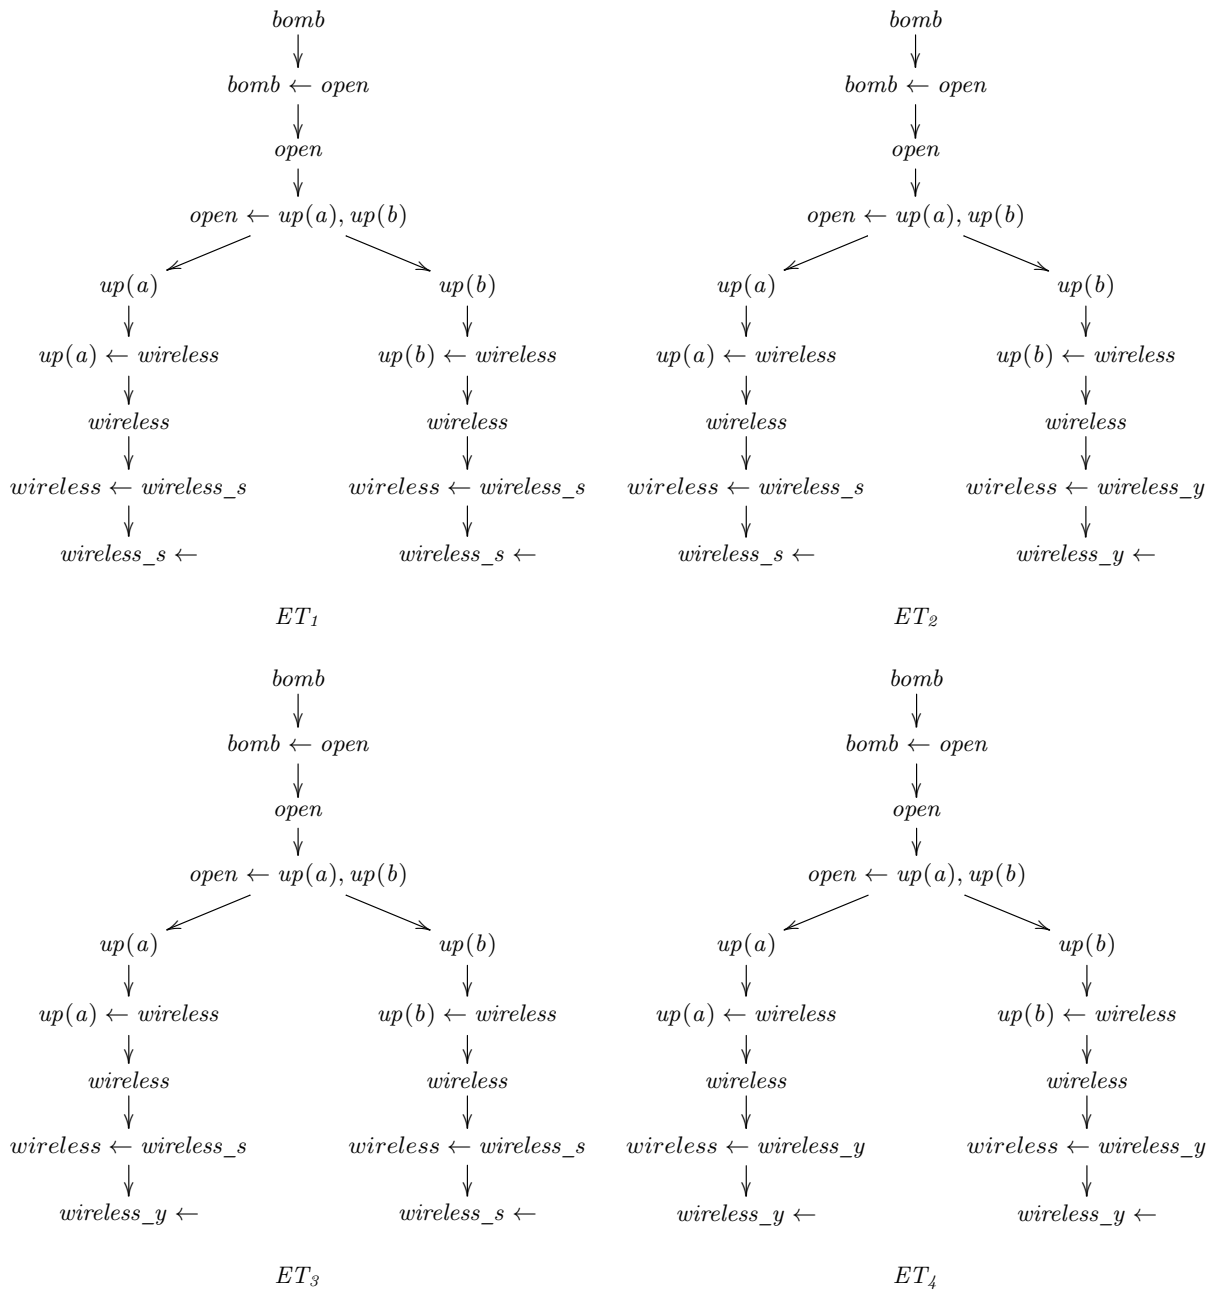 bomb bomb
bomb ← open bomb ← open
open open
open ← up(a), up(b) open ← up(a), up(b)
up(a) up(b) up(a) up(b)
up(a) ← wireless up(b) ← wireless up(a) ← wireless up(b) ← wireless
wireless wireless wireless wireless
wireless ← wireless_s wireless ← wireless_s wireless ← wireless_s wireless ← wireless_y
wireless_s ← wireless_s ← wireless_s ← wireless_y ←
ET₁ ET₂
bomb bomb
bomb ← open bomb ← open
open open
open ← up(a), up(b) open ← up(a), up(b)
up(a) up(b) up(a) up(b)
up(a) ← wireless up(b) ← wireless up(a) ← wireless up(b) ← wireless
wireless wireless wireless wireless
wireless ← wireless_s wireless ← wireless_s wireless ← wireless_y wireless ← wireless_y
wireless_y ← wireless_s ← wireless_y ← wireless_y ←
ET₃ ET₄